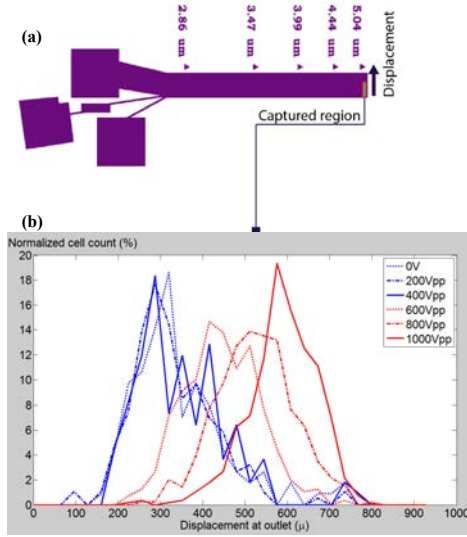 (a)
2.86 um
3.47 um
3.99 um
4.44 um
5.04 um
Displacement
Captured region
(b)
Normalized cell count (%)
20
18
16
14
12
10
8
6
4
2
0
0V
200Vpp
400Vpp
600Vpp
800Vpp
1000Vpp
0 100 200 300 400 500 600 700 800 900 1000
Displacement at outlet (μ)